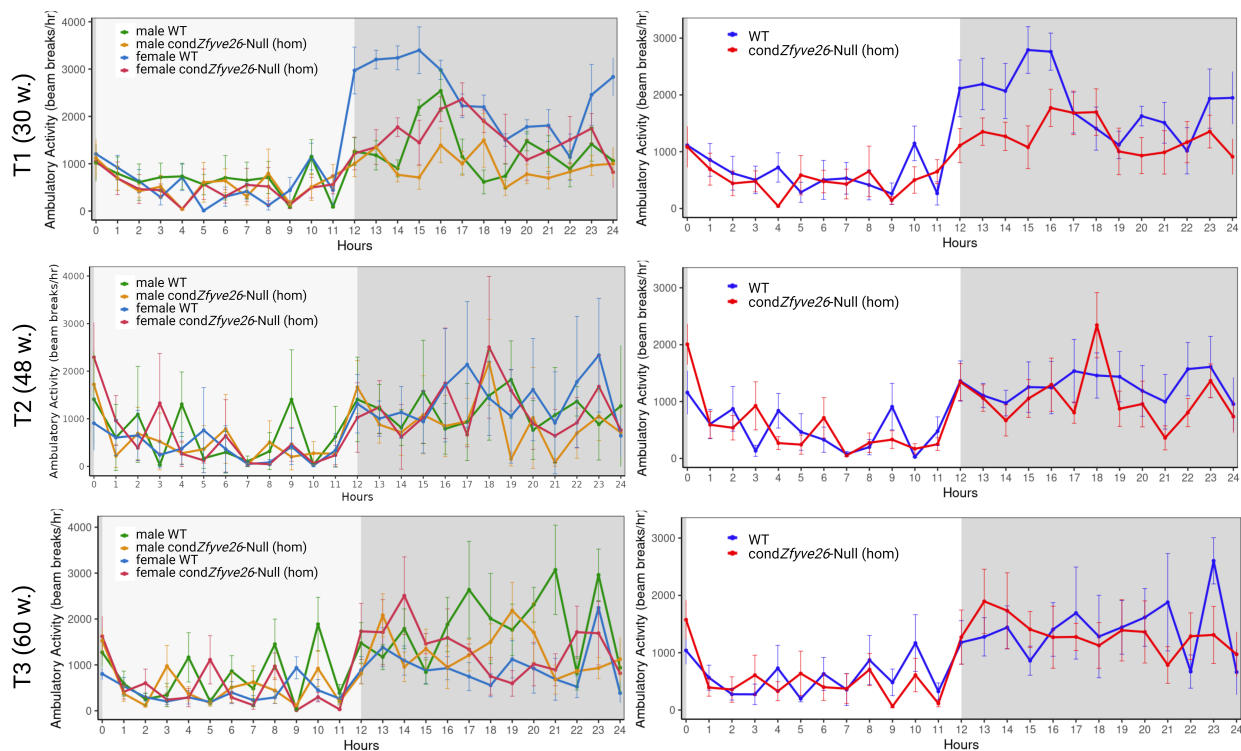 T1 (30 w.)
Ambulatory Activity (beam breaks/hr)
4000
3000
2000
1000
0
male WT
male condZfyve26-Null (hom)
female WT
female condZfyve26-Null (hom)
0 1 2 3 4 5 6 7 8 9 10 11 12 13 14 15 16 17 18 19 20 21 22 23 24
Hours
Ambulatory Activity (beam breaks/hr)
3000
2000
1000
0
WT
condZfyve26-Null (hom)
0 1 2 3 4 5 6 7 8 9 10 11 12 13 14 15 16 17 18 19 20 21 22 23 24
Hours
T2 (48 w.)
Ambulatory Activity (beam breaks/hr)
4000
3000
2000
1000
0
male WT
male condZfyve26-Null (hom)
female WT
female condZfyve26-Null (hom)
0 1 2 3 4 5 6 7 8 9 10 11 12 13 14 15 16 17 18 19 20 21 22 23 24
Hours
Ambulatory Activity (beam breaks/hr)
3000
2000
1000
0
WT
condZfyve26-Null (hom)
0 1 2 3 4 5 6 7 8 9 10 11 12 13 14 15 16 17 18 19 20 21 22 23 24
Hours
T3 (60 w.)
Ambulatory Activity (beam breaks/hr)
4000
3000
2000
1000
0
male WT
male condZfyve26-Null (hom)
female WT
female condZfyve26-Null (hom)
0 1 2 3 4 5 6 7 8 9 10 11 12 13 14 15 16 17 18 19 20 21 22 23 24
Hours
Ambulatory Activity (beam breaks/hr)
3000
2000
1000
0
WT
condZfyve26-Null (hom)
0 1 2 3 4 5 6 7 8 9 10 11 12 13 14 15 16 17 18 19 20 21 22 23 24
Hours